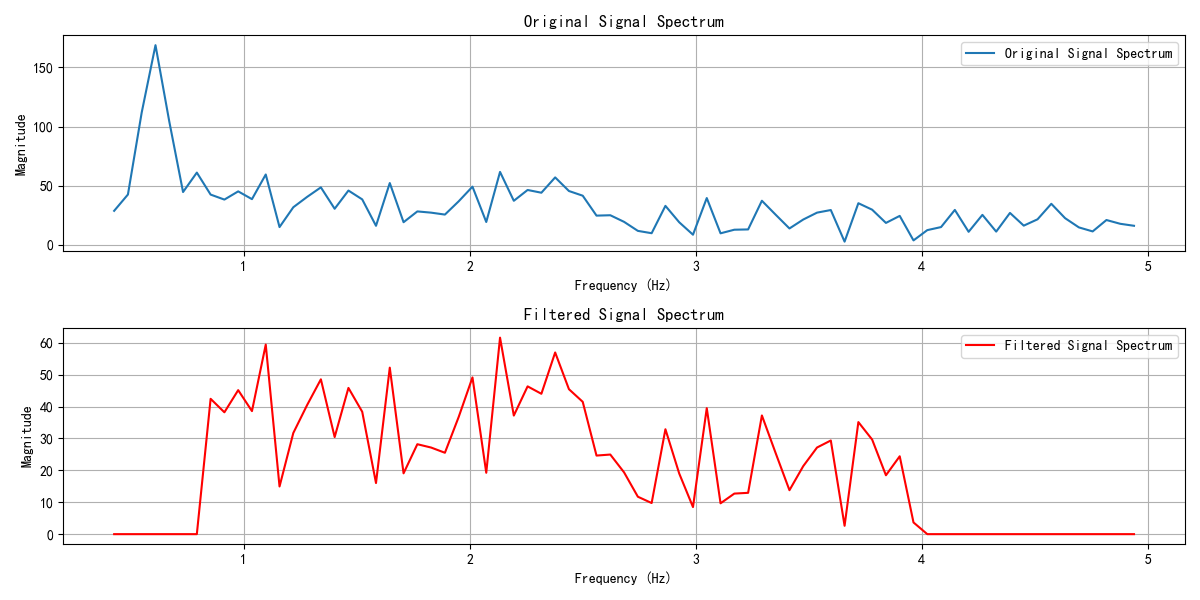 Original Signal Spectrum
Original Signal Spectrum
Magnitude
150
100
50
0
1 2 3 4 5
Frequency (Hz)
Filtered Signal Spectrum
Filtered Signal Spectrum
Magnitude
60
50
40
30
20
10
0
1 2 3 4 5
Frequency (Hz)